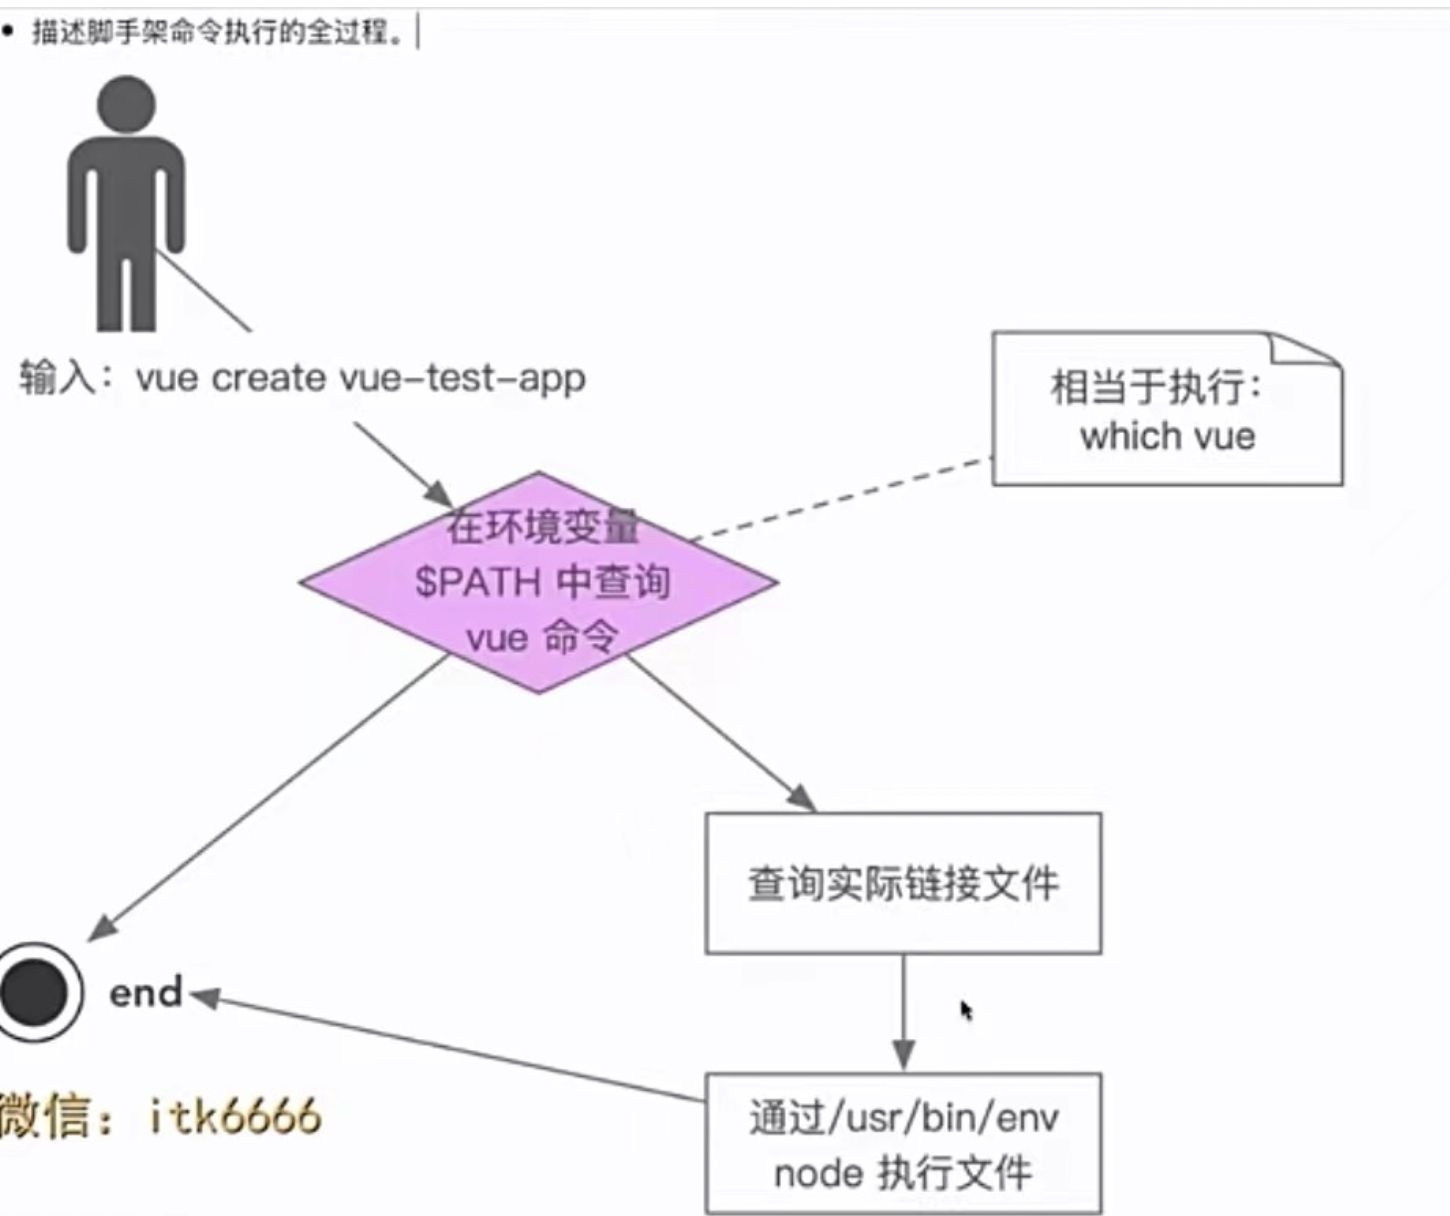 • 描述脚手架命令执行的全过程。
输入：vue create vue-test-app
相当于执行：
which vue
在环境变量
$PATH 中查询
vue 命令
查询实际链接文件
end
通过/usr/bin/env
node 执行文件
微信：itk6666